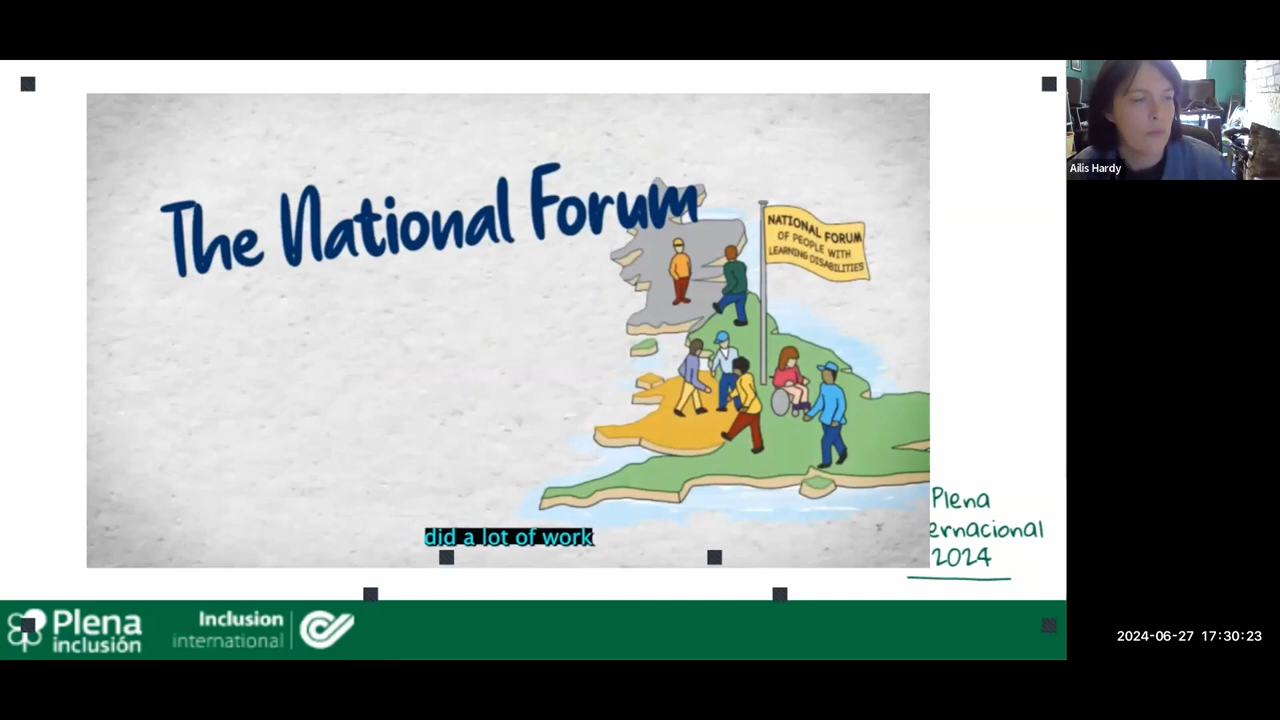 The National Forum
NATIONAL FORUM
OF PEOPLE WITH
LEARNING DISABILITIES
did a lot of work
Plena
ernacional
2024
Plena
inclusión
Inclusion
international
Ailis Hardy
2024-06-27 17:30:23